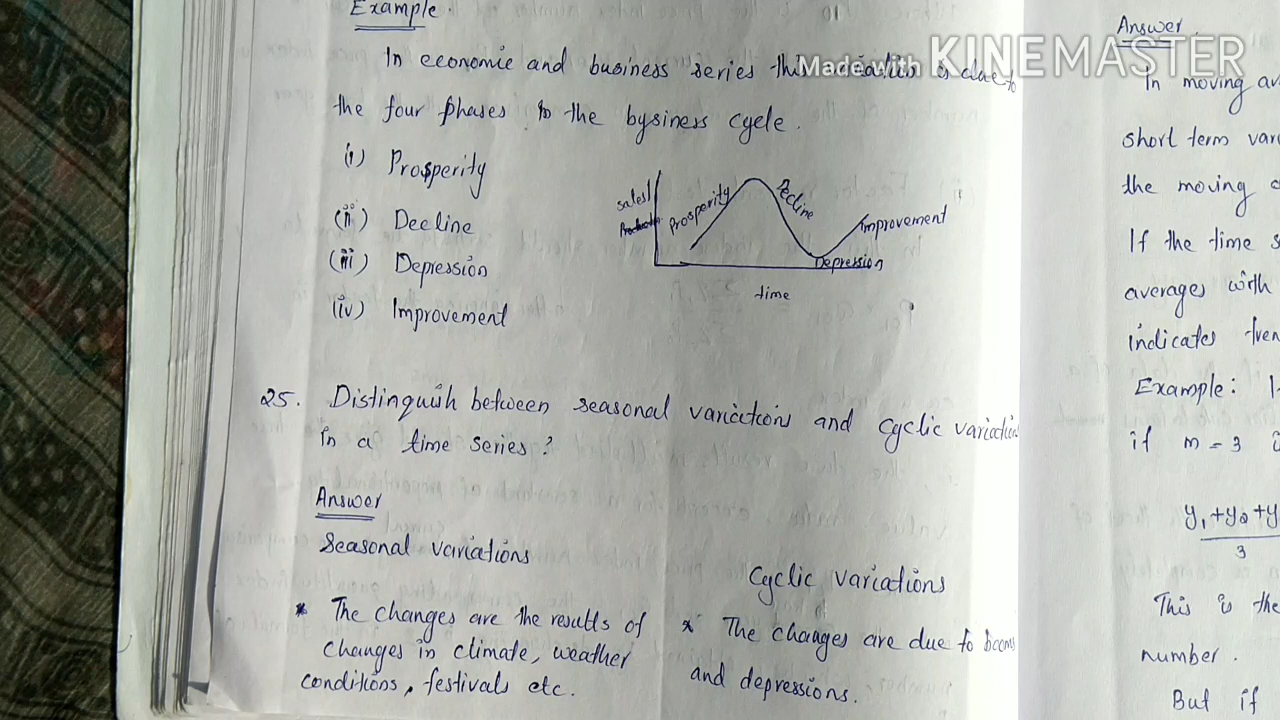 Example.
In economic and business series this variation is due to
the four phases in the bysiness cycle.
(i) Prosperity
(ii) Decline
(iii) Depression
(iv) Improvement
sales/
Production
Prosperity
Decline
Improvement
Depression
time
25. Distinguish between seasonal variations and cyclic variation
in a time series?
Answer
Seasonal variations
* The changes are the results of
changes in climate, weather
conditions, festivals etc.
Cyclic variations
* The changes are due to booms
and depressions.
Made with KINEMASTER
Answer.
In moving av
short term var
the moving
If the time s
averages with
indicates tren
Example: I
if m = 3
y₁ + y₂ + y
3
This is the
number.
But if